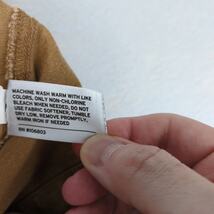 MACHINE WASH WARM WITH LIKE
COLORS, ONLY NON-CHLORINE
BLEACH WHEN NEEDED, DO NOT
USE FABRIC SOFTENER, TUMBLE
DRY LOW, REMOVE PROMPTLY,
WARM IRON IF NEEDED
RN #106803